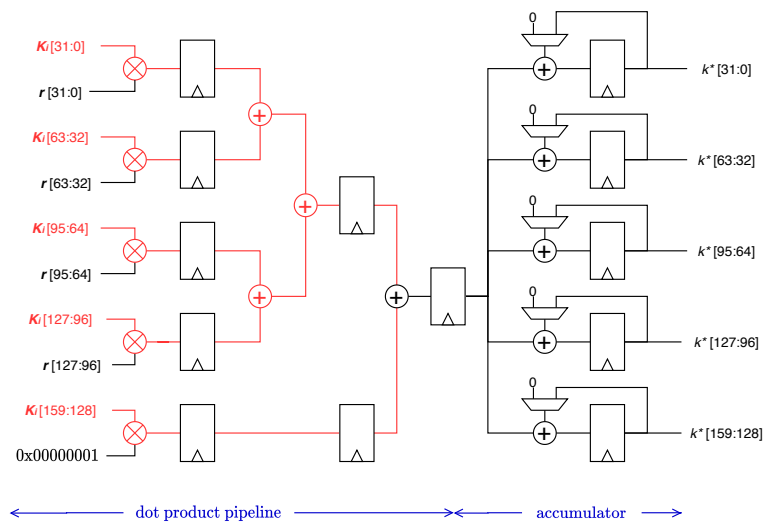 0
Ki[31:0]
k*[31:0]
r[31:0]
0
Ki[63:32]
k*[63:32]
r[63:32]
0
Ki[95:64]
k*[95:64]
r[95:64]
0
Ki[127:96]
k*[127:96]
r[127:96]
0
Ki[159:128]
k*[159:128]
0x00000001
dot product pipeline
accumulator